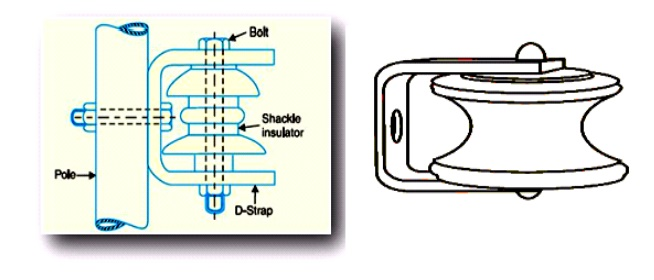 Bolt
Shackle
insulator
Pole
D-Strap